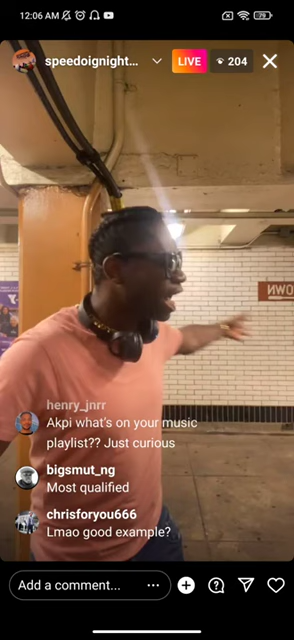 12:06 AM
79
speedoignight...
LIVE
204
henry_jnrr
Akpi what's on your music
playlist?? Just curious
bigsmut_ng
Most qualified
chrisforyou666
Lmao good example?
Add a comment...